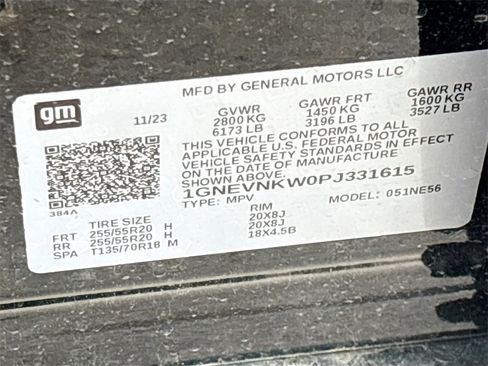 MFD BY GENERAL MOTORS LLC
gm
11/23
GVWR GAWR FRT GAWR RR
2800 KG 1450 KG 1600 KG
6173 LB 3196 LB 3527 LB
THIS VEHICLE CONFORMS TO ALL
APPLICABLE U.S. FEDERAL MOTOR
VEHICLE SAFETY STANDARDS IN EFFECT
ON THE DATE OF MANUFACTURE
SHOWN ABOVE.
1GNEVNKW0PJ331615
TYPE: MPV MODEL: 051NE56
384A
TIRE SIZE RIM
FRT 255/55R20 H 20X8J
RR 255/55R20 H 20X8J
SPA T135/70R18 M 18X4.5B